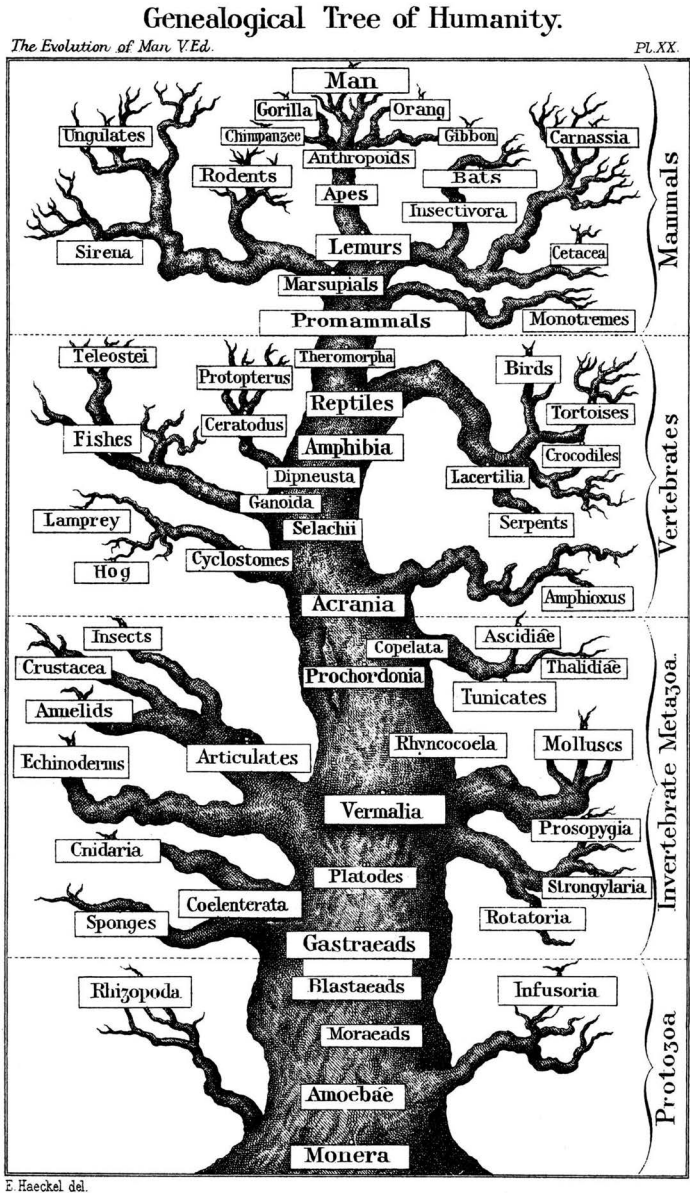 Genealogical Tree of Humanity.
The Evolution of Man V.Ed.
Pl.XX.
Man
Gorilla
Orang
Ungulates
Chimpanzee
Gibbon
Carnassia
Anthropoids
Rodents
Bats
Apes
Insectivora
Sirena
Lemurs
Cetacea
Marsupials
Promammals
Monotremes
Mammals
Teleostei
Theromorpha
Birds
Protopterus
Reptiles
Tortoises
Ceratodus
Fishes
Amphibia
Crocodiles
Dipneusta
Lacertilia
Ganoida
Lamprey
Selachii
Serpents
Cyclostomes
Hog
Amphioxus
Acrania
Vertebrates
Insects
Ascidiae
Copelata
Crustacea
Thalidiae
Prochordonia
Tunicates
Annelids
Rhyncocoela
Molluscs
Articulates
Echinoderms
Vermalia
Prosopygia
Cnidaria
Platodes
Strongylaria
Coelenterata
Rotatoria
Sponges
Gastraeads
Invertebrate Metazoa.
Blastaeads
Rhizopoda
Infusoria
Moraeads
Amoebae
Monera
Protozoa
E. Haeckel del.